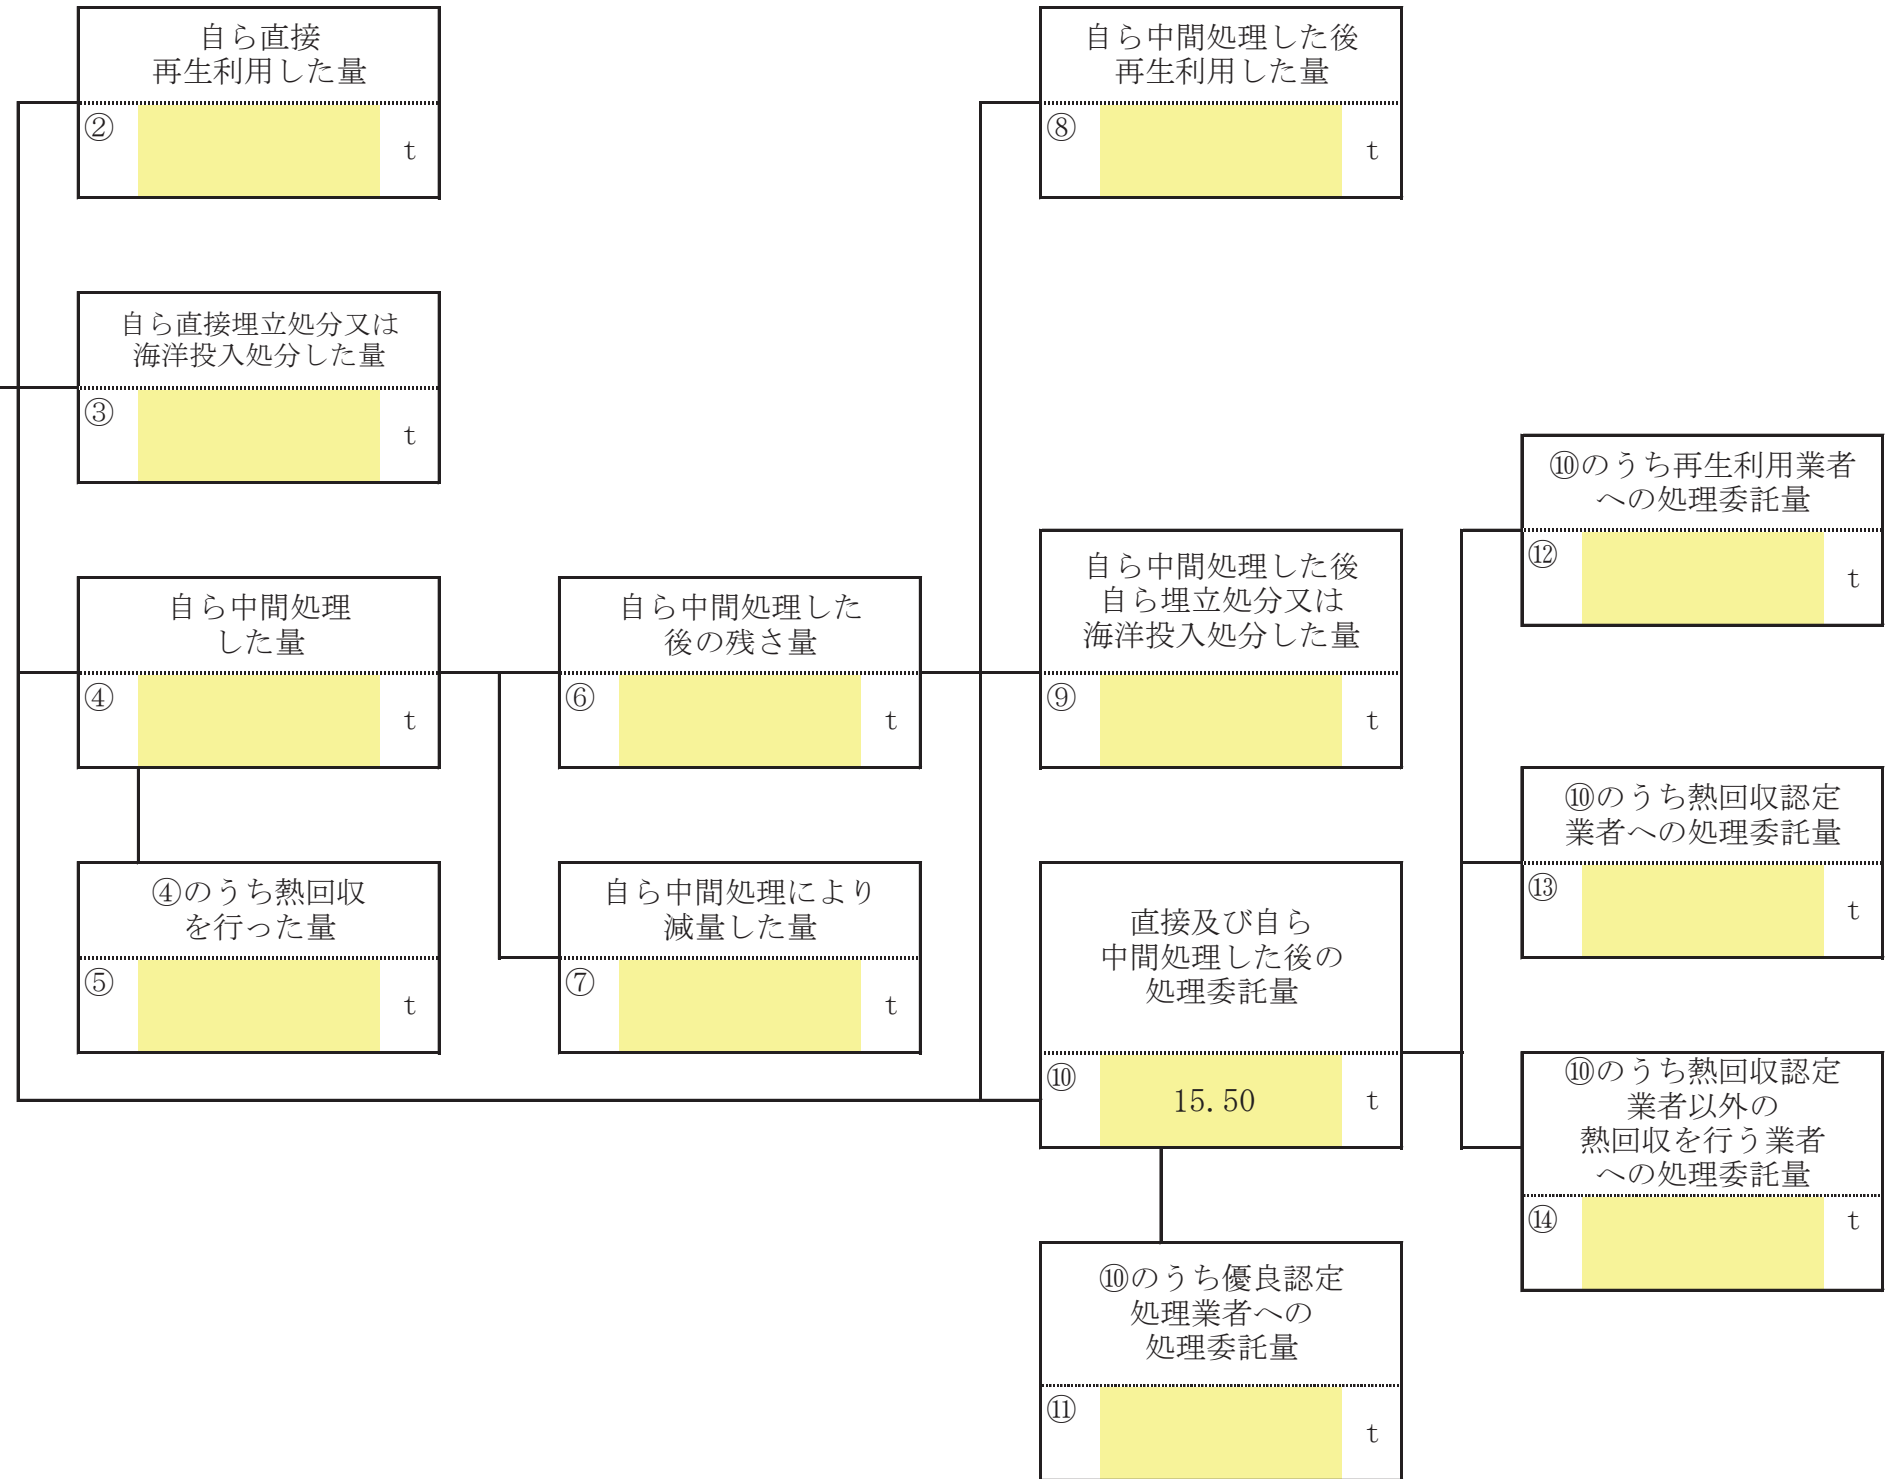 自ら直接
再生利用した量
②
t
自ら中間処理した後
再生利用した量
⑧
t
自ら直接埋立処分又は
海洋投入処分した量
③
t
⑩のうち再生利用業者
への処理委託量
⑫
t
自ら中間処理
した量
④
t
自ら中間処理した
後の残さ量
⑥
t
自ら中間処理した後
自ら埋立処分又は
海洋投入処分した量
⑨
t
⑩のうち熱回収認定
業者への処理委託量
⑬
t
④のうち熱回収
を行った量
⑤
t
自ら中間処理により
減量した量
⑦
t
直接及び自ら
中間処理した後の
処理委託量
⑩
15.50
t
⑩のうち熱回収認定
業者以外の
熱回収を行う業者
への処理委託量
⑭
t
⑩のうち優良認定
処理業者への
処理委託量
⑪
t